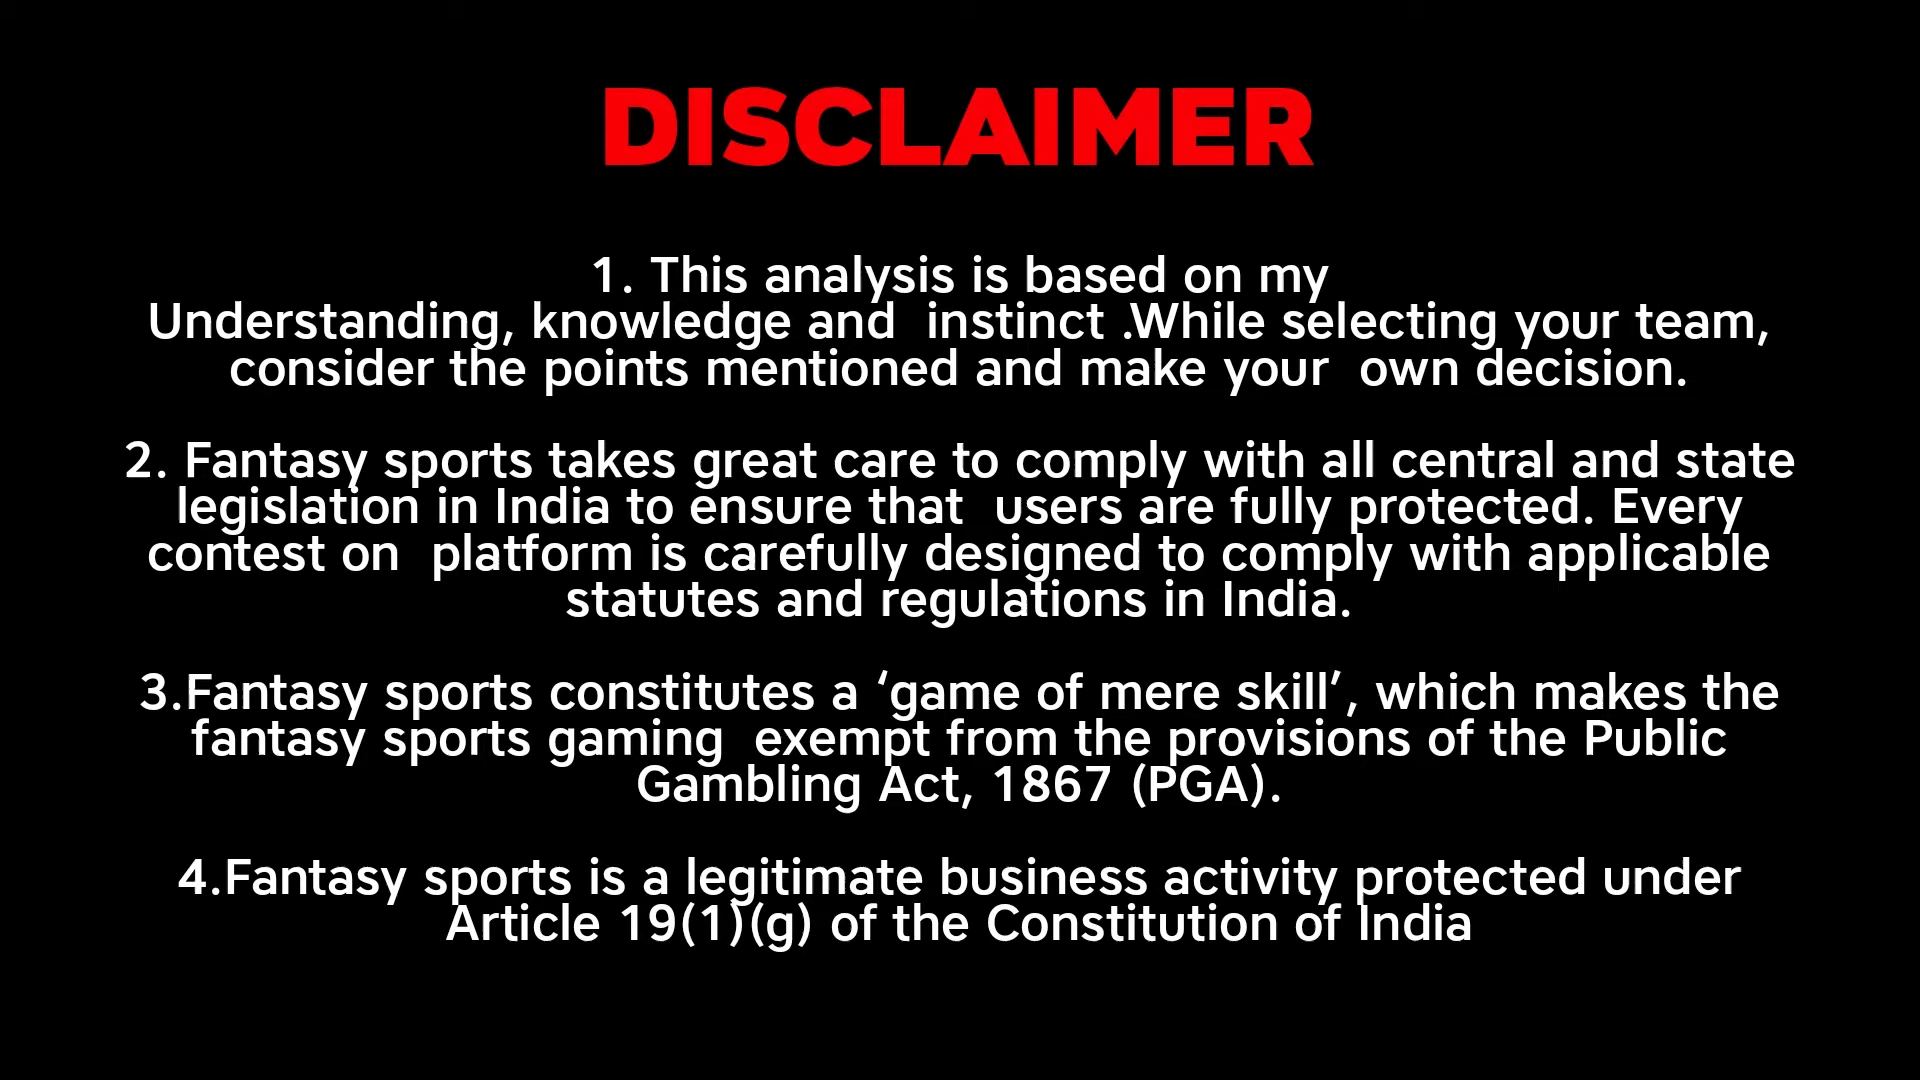 DISCLAIMER
1. This analysis is based on my
Understanding, knowledge and  instinct .While selecting your team,
consider the points mentioned and make your  own decision.
2. Fantasy sports takes great care to comply with all central and state
legislation in India to ensure that  users are fully protected. Every
contest on  platform is carefully designed to comply with applicable
statutes and regulations in India.
3.Fantasy sports constitutes a ‘game of mere skill’, which makes the
fantasy sports gaming  exempt from the provisions of the Public
Gambling Act, 1867 (PGA).
4.Fantasy sports is a legitimate business activity protected under
Article 19(1)(g) of the Constitution of India